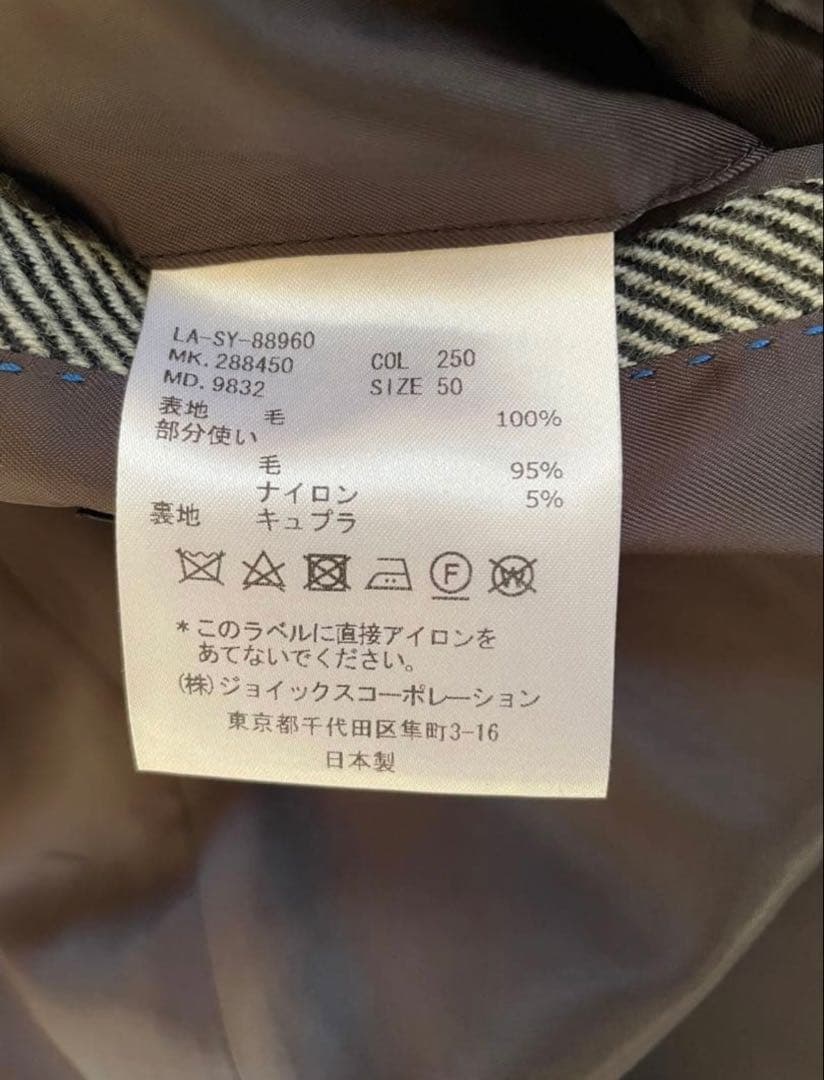 LA-SY-88960
MK.288450 COL 250
MD.9832 SIZE 50
表地 毛 100%
部分使い
毛 95%
ナイロン 5%
裏地 キュプラ
F W
*このラベルに直接アイロンを
あてないでください。
(株)ジョイックスコーポレーション
東京都千代田区隼町3-16
日本製